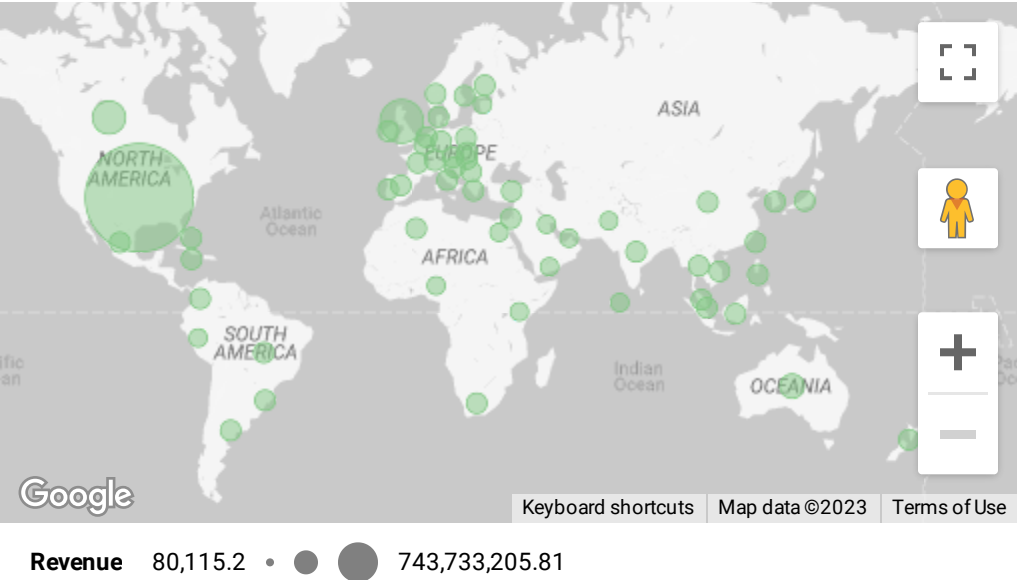 ASIA
NORTH
AMERICA
EUROPE
Atlantic
Ocean
AFRICA
SOUTH
AMERICA
Indian
Ocean
OCEANIA
Google
Keyboard shortcuts
Map data ©2023
Terms of Use
Revenue 80,115.2 743,733,205.81